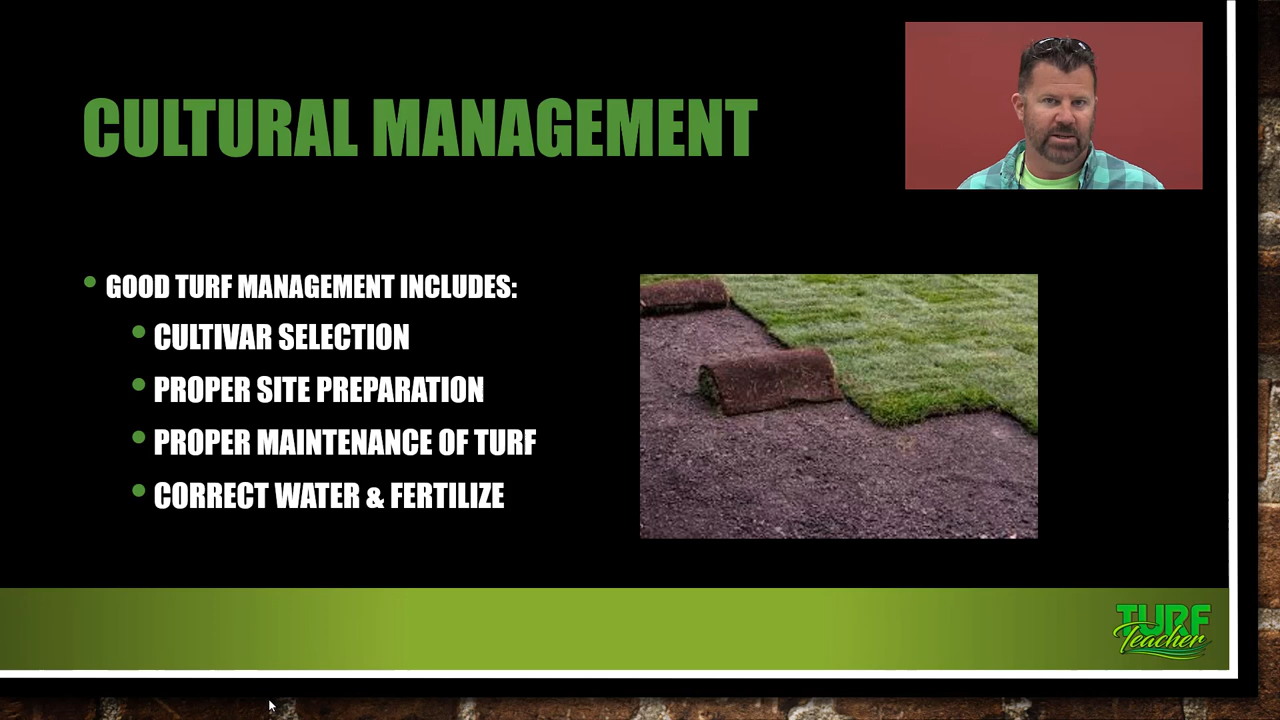 CULTURAL MANAGEMENT
GOOD TURF MANAGEMENT INCLUDES:
CULTIVAR SELECTION
PROPER SITE PREPARATION
PROPER MAINTENANCE OF TURF
CORRECT WATER & FERTILIZE
TURF
Teacher